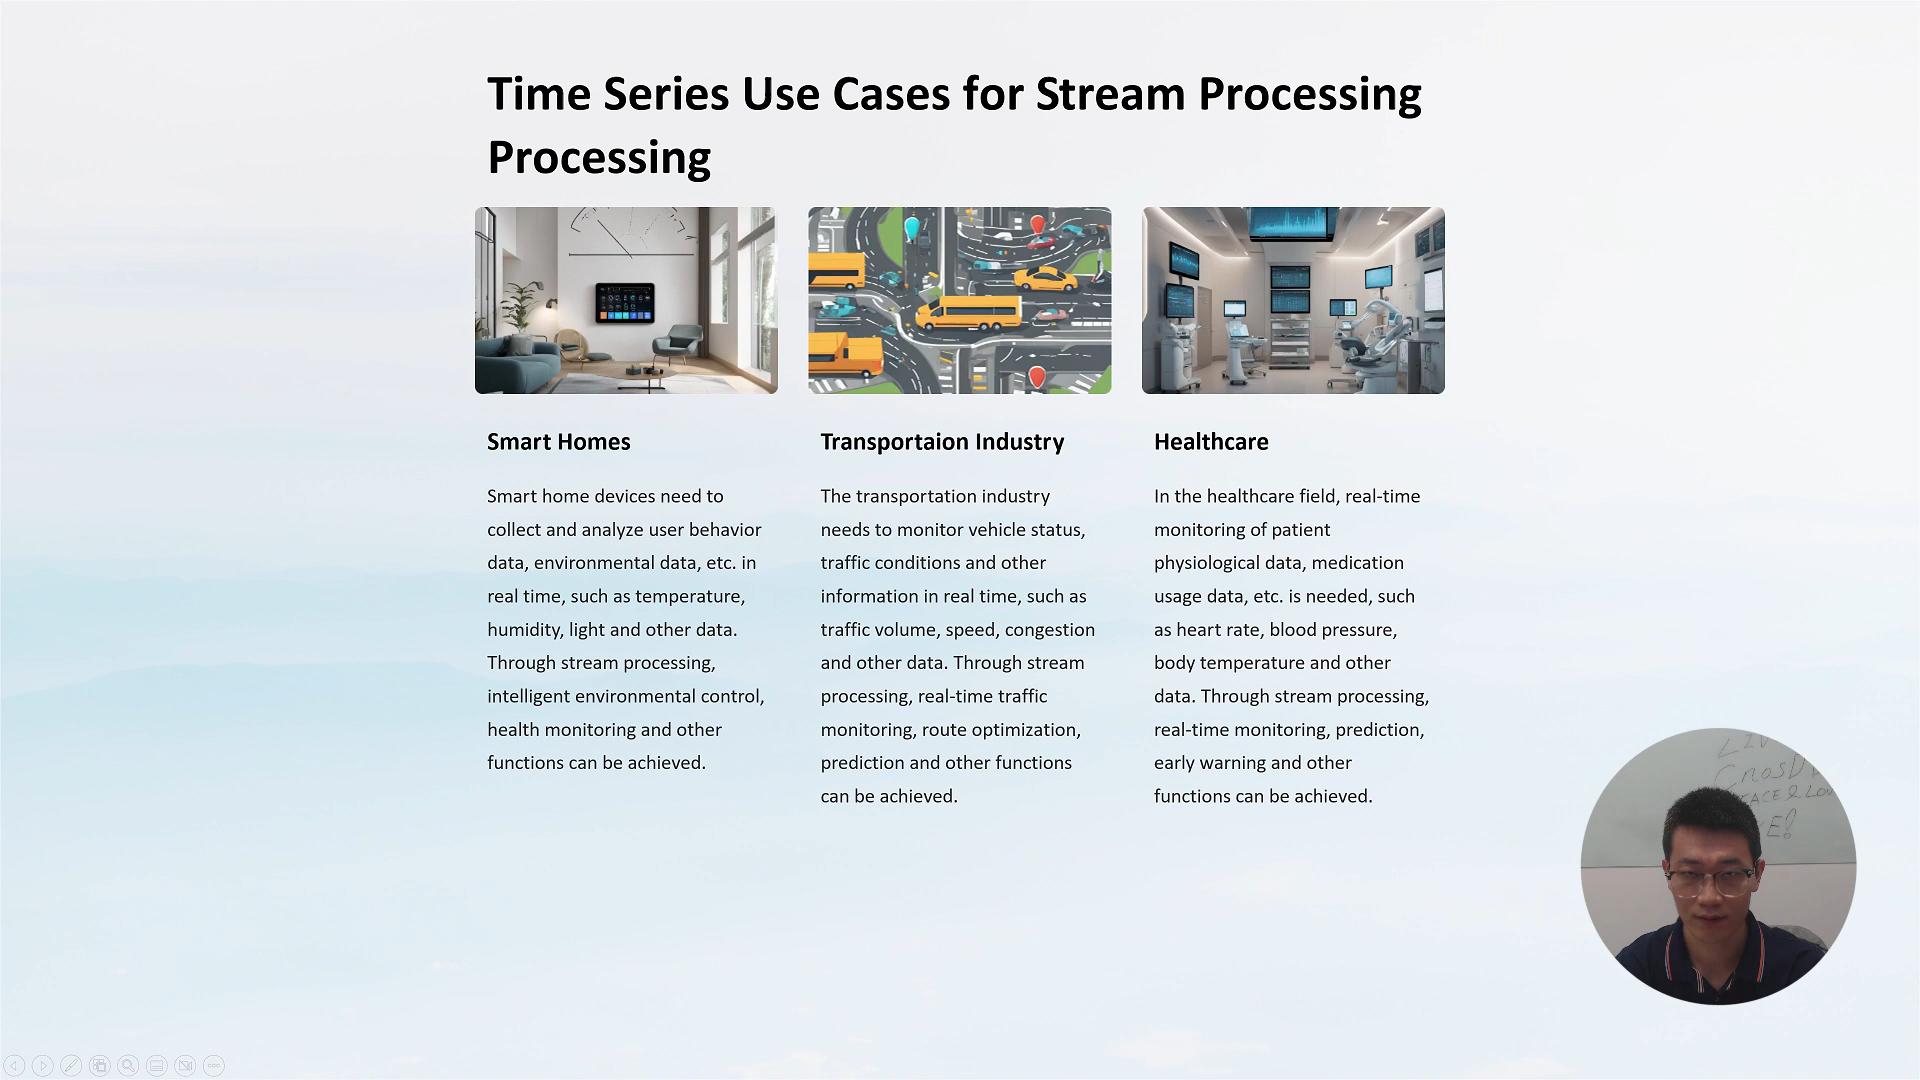 Time Series Use Cases for Stream Processing
Processing
Smart Homes
Smart home devices need to
collect and analyze user behavior
data, environmental data, etc. in
real time, such as temperature,
humidity, light and other data.
Through stream processing,
intelligent environmental control,
health monitoring and other
functions can be achieved.
Transportaion Industry
The transportation industry
needs to monitor vehicle status,
traffic conditions and other
information in real time, such as
traffic volume, speed, congestion
and other data. Through stream
processing, real-time traffic
monitoring, route optimization,
prediction and other functions
can be achieved.
Healthcare
In the healthcare field, real-time
monitoring of patient
physiological data, medication
usage data, etc. is needed, such
as heart rate, blood pressure,
body temperature and other
data. Through stream processing,
real-time monitoring, prediction,
early warning and other
functions can be achieved.